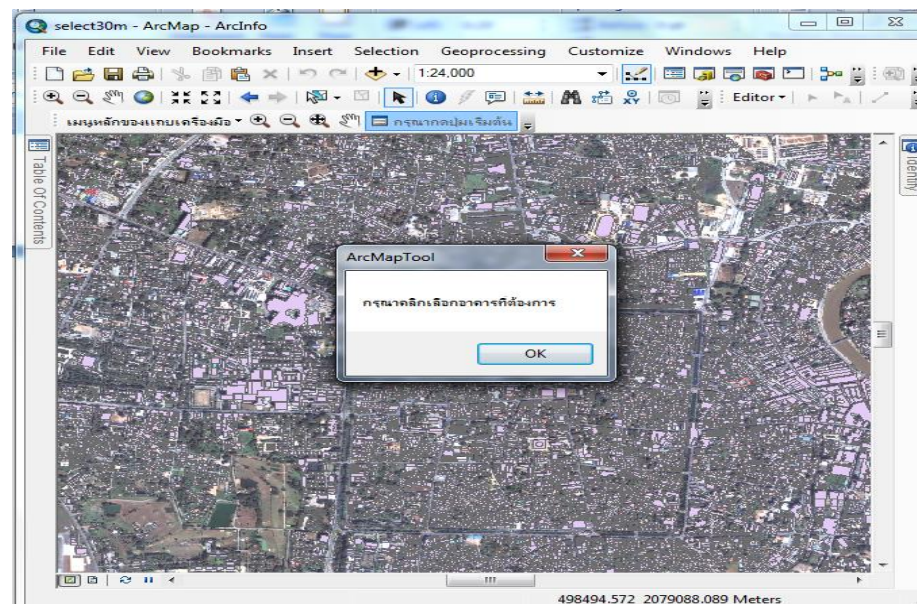 select30m - ArcMap - ArcInfo
File Edit View Bookmarks Insert Selection Geoprocessing Customize Windows Help
1:24,000
Editor
เมนูหลักของแถบเครื่องมือ กรุณากดปุ่มเริ่มต้น
Table Of Contents
Identify
ArcMapTool
กรุณาคลิกเลือกอาคารที่ต้องการ
OK
498494.572 2079088.089 Meters